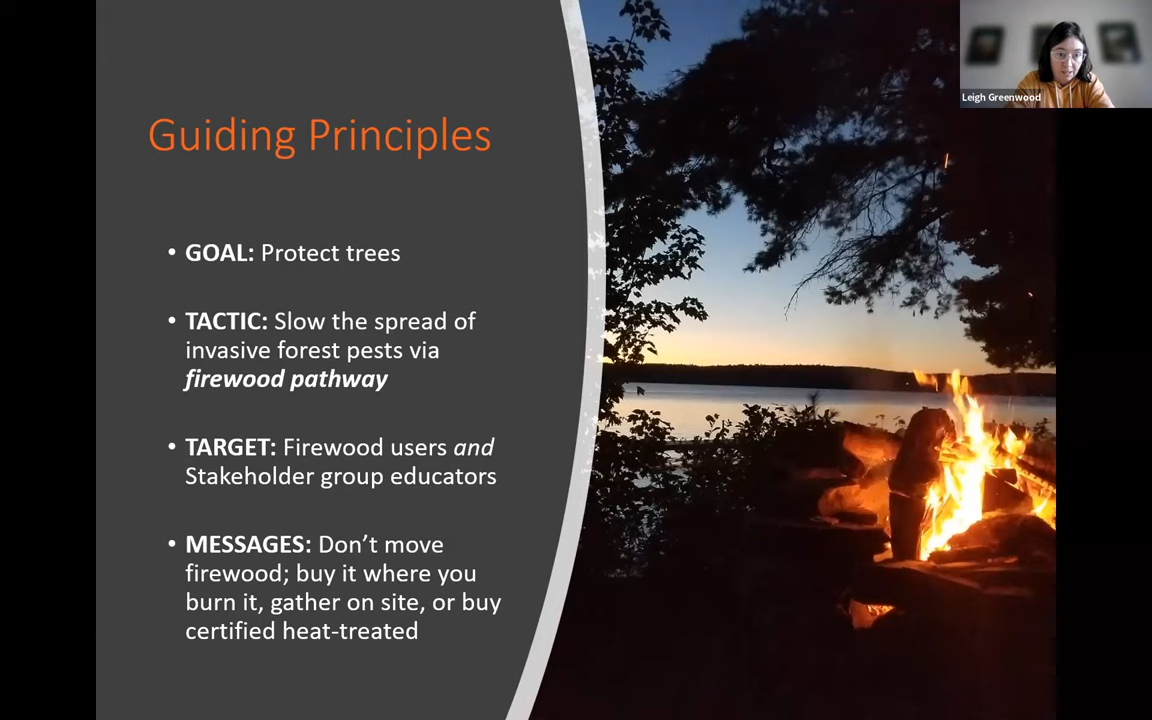 Guiding Principles
• GOAL: Protect trees
• TACTIC: Slow the spread of
invasive forest pests via
firewood pathway
• TARGET: Firewood users and
Stakeholder group educators
• MESSAGES: Don’t move
firewood; buy it where you
burn it, gather on site, or buy
certified heat-treated
Leigh Greenwood